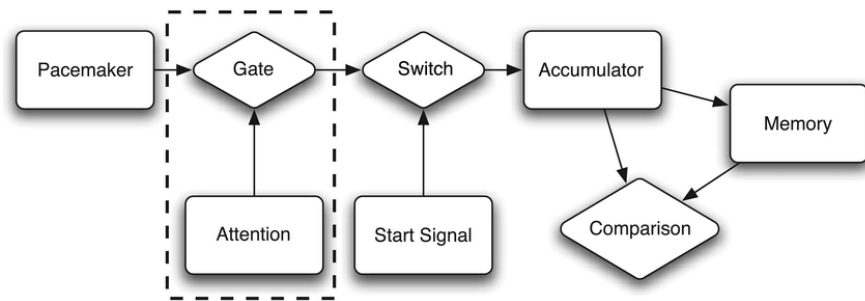 Pacemaker
Gate
Switch
Accumulator
Memory
Attention
Start Signal
Comparison